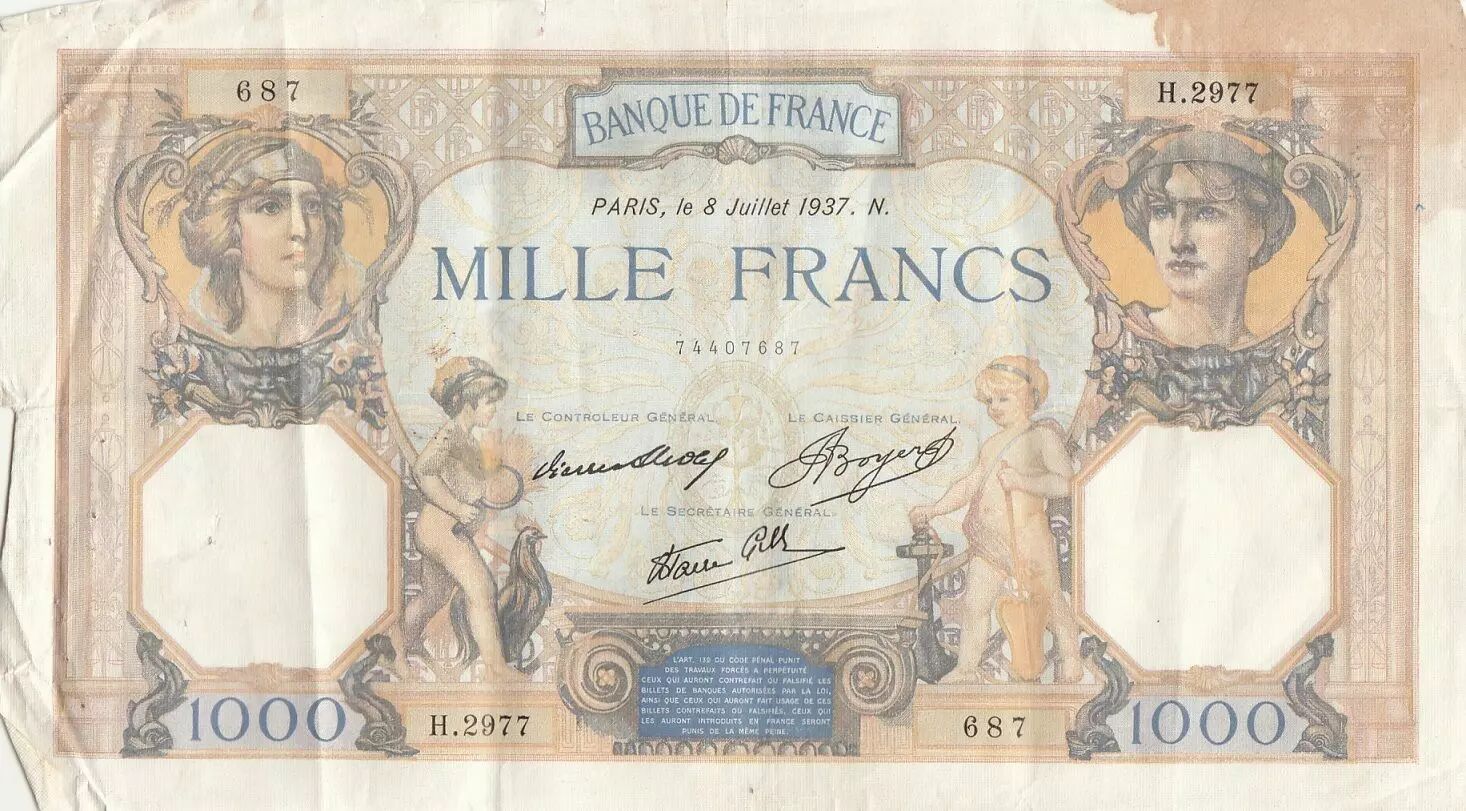 687
H.2977
BANQUE DE FRANCE
PARIS, le 8 Juillet 1937. N.
MILLE FRANCS
74407687
LE CONTROLEUR GÉNÉRAL,
LE CAISSIER GÉNÉRAL,
Boyer
LE SECRÉTAIRE GÉNÉRAL,
L'ART. 139 DU CODE PÉNAL PUNIT
DES TRAVAUX FORCÉS A PERPÉTUITÉ
CEUX QUI AURONT CONTREFAIT OU FALSIFIÉ LES
BILLETS DE BANQUES AUTORISÉES PAR LA LOI,
AINSI QUE CEUX QUI AURONT FAIT USAGE DE CES
BILLETS CONTREFAITS OU FALSIFIÉS, CEUX QUI
LES AURONT INTRODUITS EN FRANCE SERONT
PUNIS DE LA MÊME PEINE.
1000
H.2977
687
1000